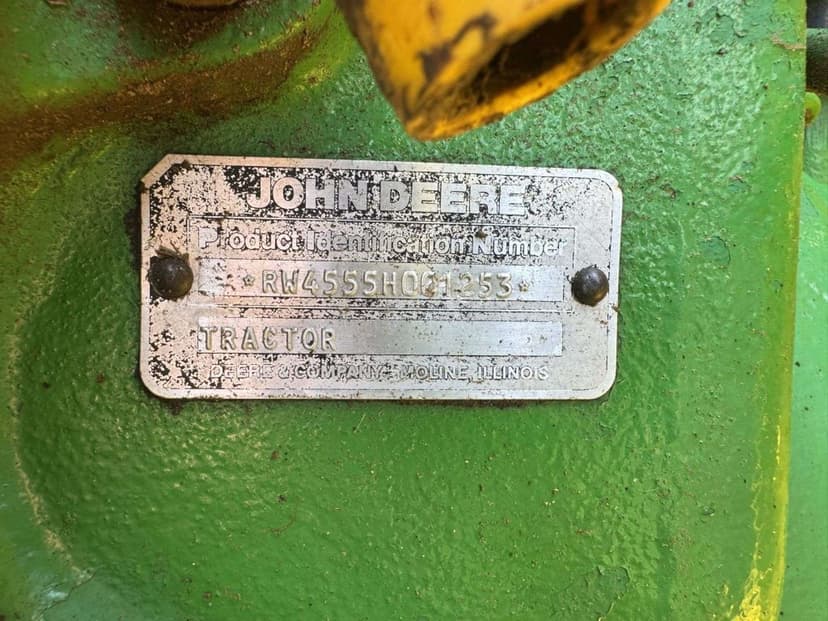 JOHN DEERE
Product Identification Number
*RW4555H001253*
TRACTOR
DEERE & COMPANY - MOLINE, ILLINOIS